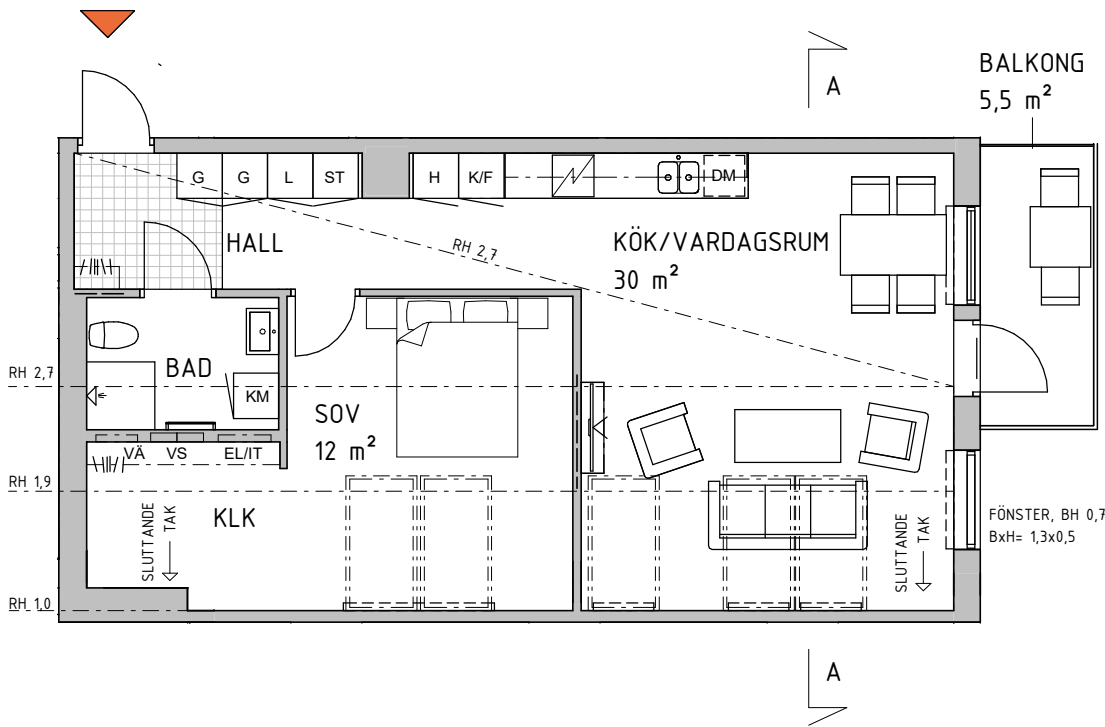 A
BALKONG
5,5 m²
G
G
L
ST
H
K/F
DM
HALL
RH 2,7
KÖK/VARDAGSRUM
30 m²
BAD
KM
RH 2,7
SOV
12 m²
VÄ
VS
EL/IT
RH 1,9
KLK
SLUTTANDE
TAK
SLUTTANDE
TAK
FÖNSTER, BH 0,7
BxH= 1,3x0,5
RH 1,0
A